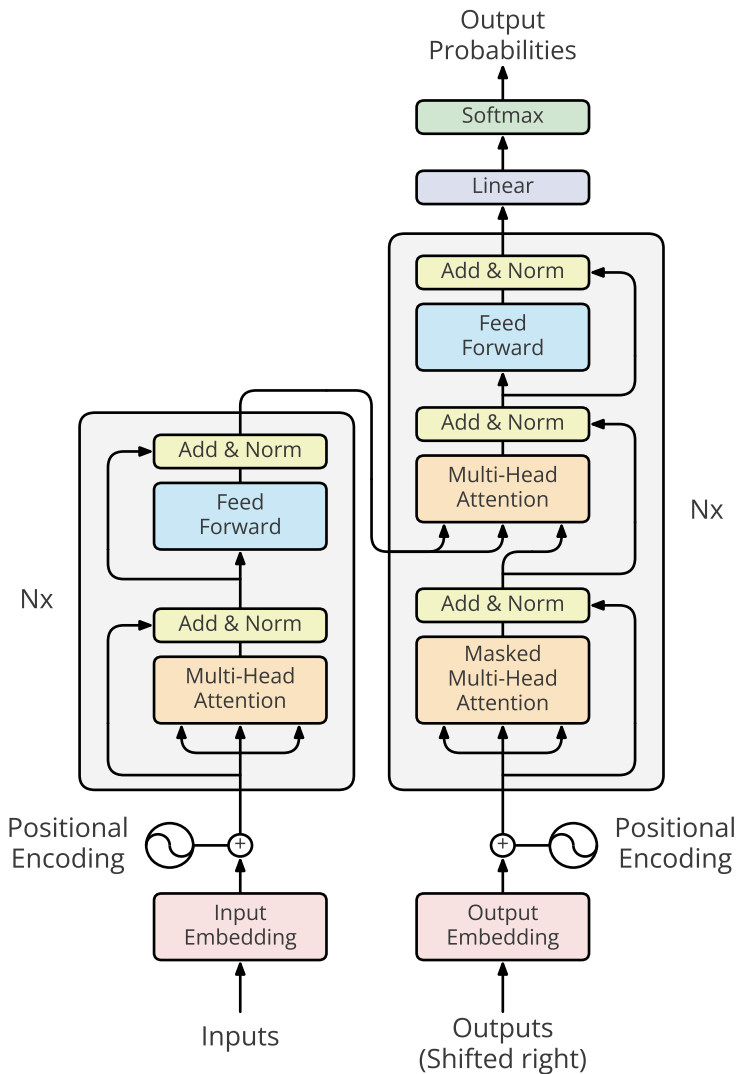 Output
Probabilities
Softmax
Linear
Add & Norm
Feed
Forward
Add & Norm
Multi-Head
Attention
Nx
Add & Norm
Masked
Multi-Head
Attention
Add & Norm
Feed
Forward
Nx
Add & Norm
Multi-Head
Attention
Positional
Encoding
+
+
Positional
Encoding
Input
Embedding
Output
Embedding
Inputs
Outputs
(Shifted right)